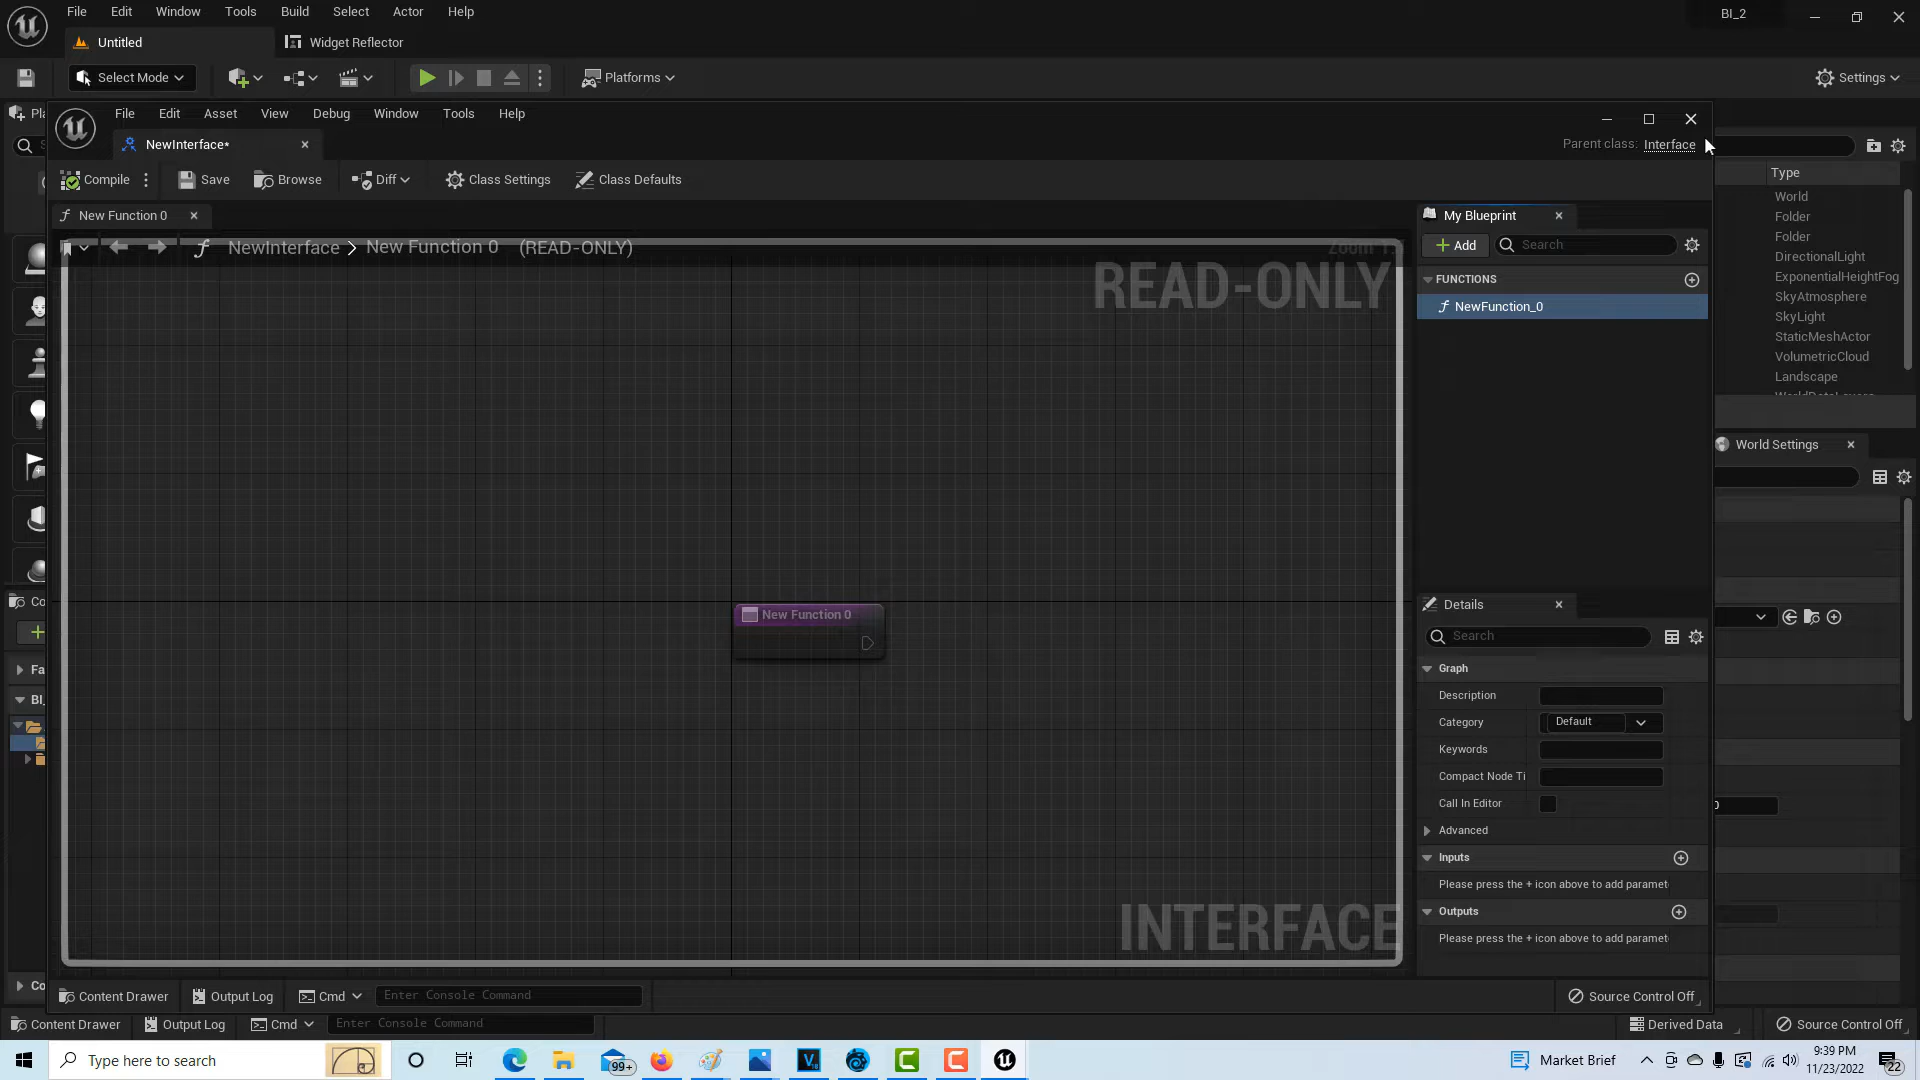 File Edit Window Tools Build Select Actor Help
BI_2
Untitled
Widget Reflector
Select Mode
Platforms
Settings
File Edit Asset View Debug Window Tools Help
NewInterface*
Parent class: Interface
Compile
Save
Browse
Diff
Class Settings
Class Defaults
Type
World
Folder
Folder
DirectionalLight
ExponentialHeightFog
SkyAtmosphere
SkyLight
StaticMeshActor
VolumetricCloud
Landscape
New Function 0
My Blueprint
NewInterface > New Function 0 (READ-ONLY)
READ-ONLY
+ Add
Search
FUNCTIONS
NewFunction_0
World Settings
New Function 0
Details
Search
Graph
Description
Category
Default
Keywords
Compact Node Ti
Call In Editor
Advanced
Inputs
Please press the + icon above to add paramet
Outputs
Please press the + icon above to add paramet
INTERFACE
Content Drawer
Output Log
Cmd
Enter Console Command
Source Control Off
Content Drawer
Output Log
Cmd
Enter Console Command
Derived Data
Source Control Off
Type here to search
99+
Market Brief
9:39 PM
11/23/2022
22